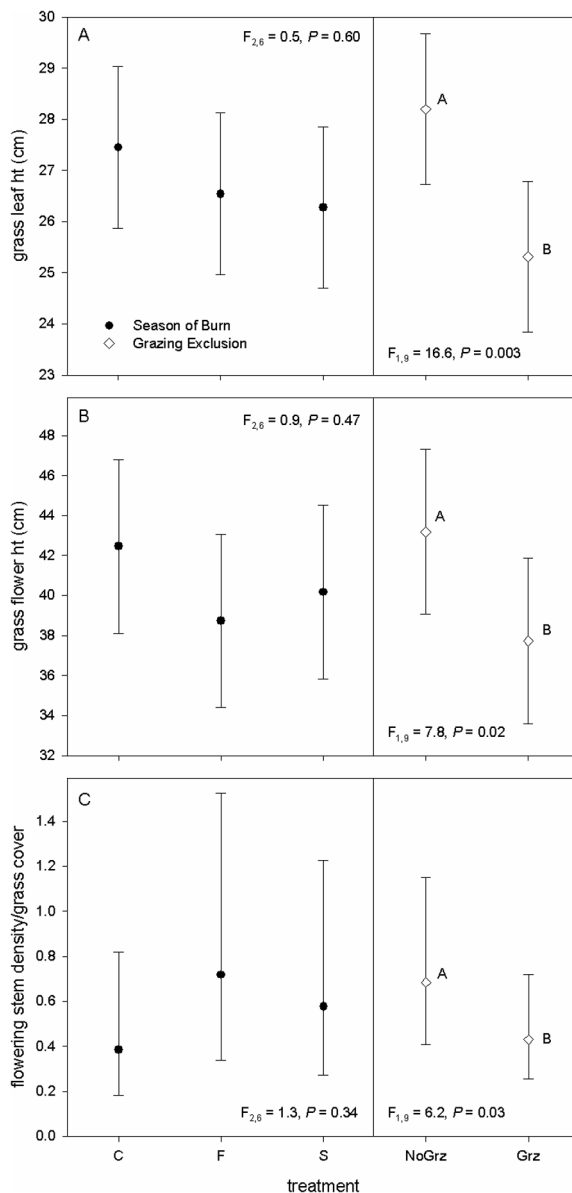 A
F2,6 = 0.5, P = 0.60
30
29
28
27
26
25
24
23
grass leaf ht (cm)
A
B
Season of Burn
Grazing Exclusion
F1,9 = 16.6, P = 0.003
B
F2,6 = 0.9, P = 0.47
48
46
44
42
40
38
36
34
32
grass flower ht (cm)
A
B
F1,9 = 7.8, P = 0.02
C
1.4
1.2
1.0
0.8
0.6
0.4
0.2
0.0
flowering stem density/grass cover
A
B
F2,6 = 1.3, P = 0.34
F1,9 = 6.2, P = 0.03
C F S NoGrz Grz
treatment